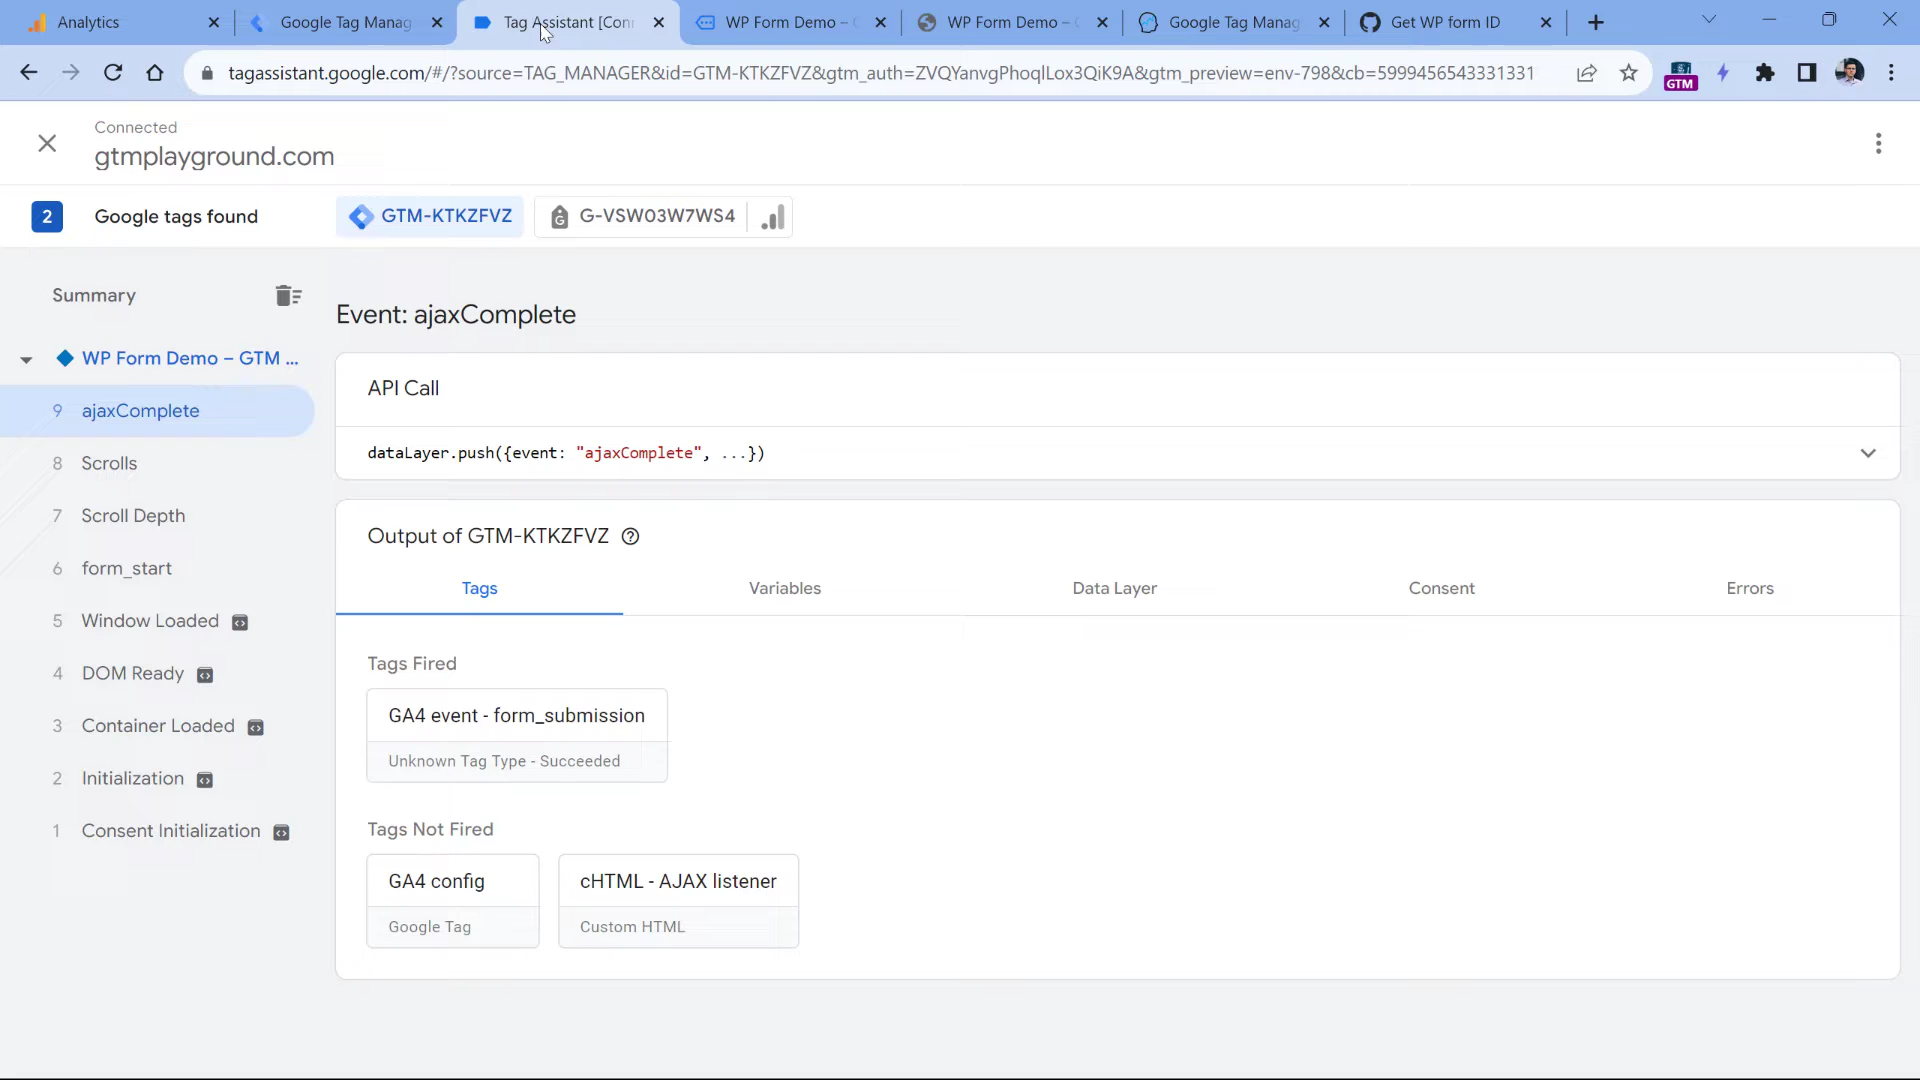 Analytics
Google Tag Manag
Tag Assistant [Conn
WP Form Demo –
WP Form Demo –
Google Tag Manag
Get WP form ID
tagassistant.google.com/#/?source=TAG_MANAGER&id=GTM-KTKZFVZ&gtm_auth=ZVQYanvgPhoqlLox3QiK9A&gtm_preview=env-798&cb=5999456543331331
GTM
Connected
gtmplayground.com
2
Google tags found
GTM-KTKZFVZ
G-VSW03W7WS4
Summary
WP Form Demo – GTM ...
9 ajaxComplete
8 Scrolls
7 Scroll Depth
6 form_start
5 Window Loaded
4 DOM Ready
3 Container Loaded
2 Initialization
1 Consent Initialization
Event: ajaxComplete
API Call
dataLayer.push({event: "ajaxComplete", ...})
Output of GTM-KTKZFVZ
Tags
Variables
Data Layer
Consent
Errors
Tags Fired
GA4 event - form_submission
Unknown Tag Type - Succeeded
Tags Not Fired
GA4 config
Google Tag
cHTML - AJAX listener
Custom HTML